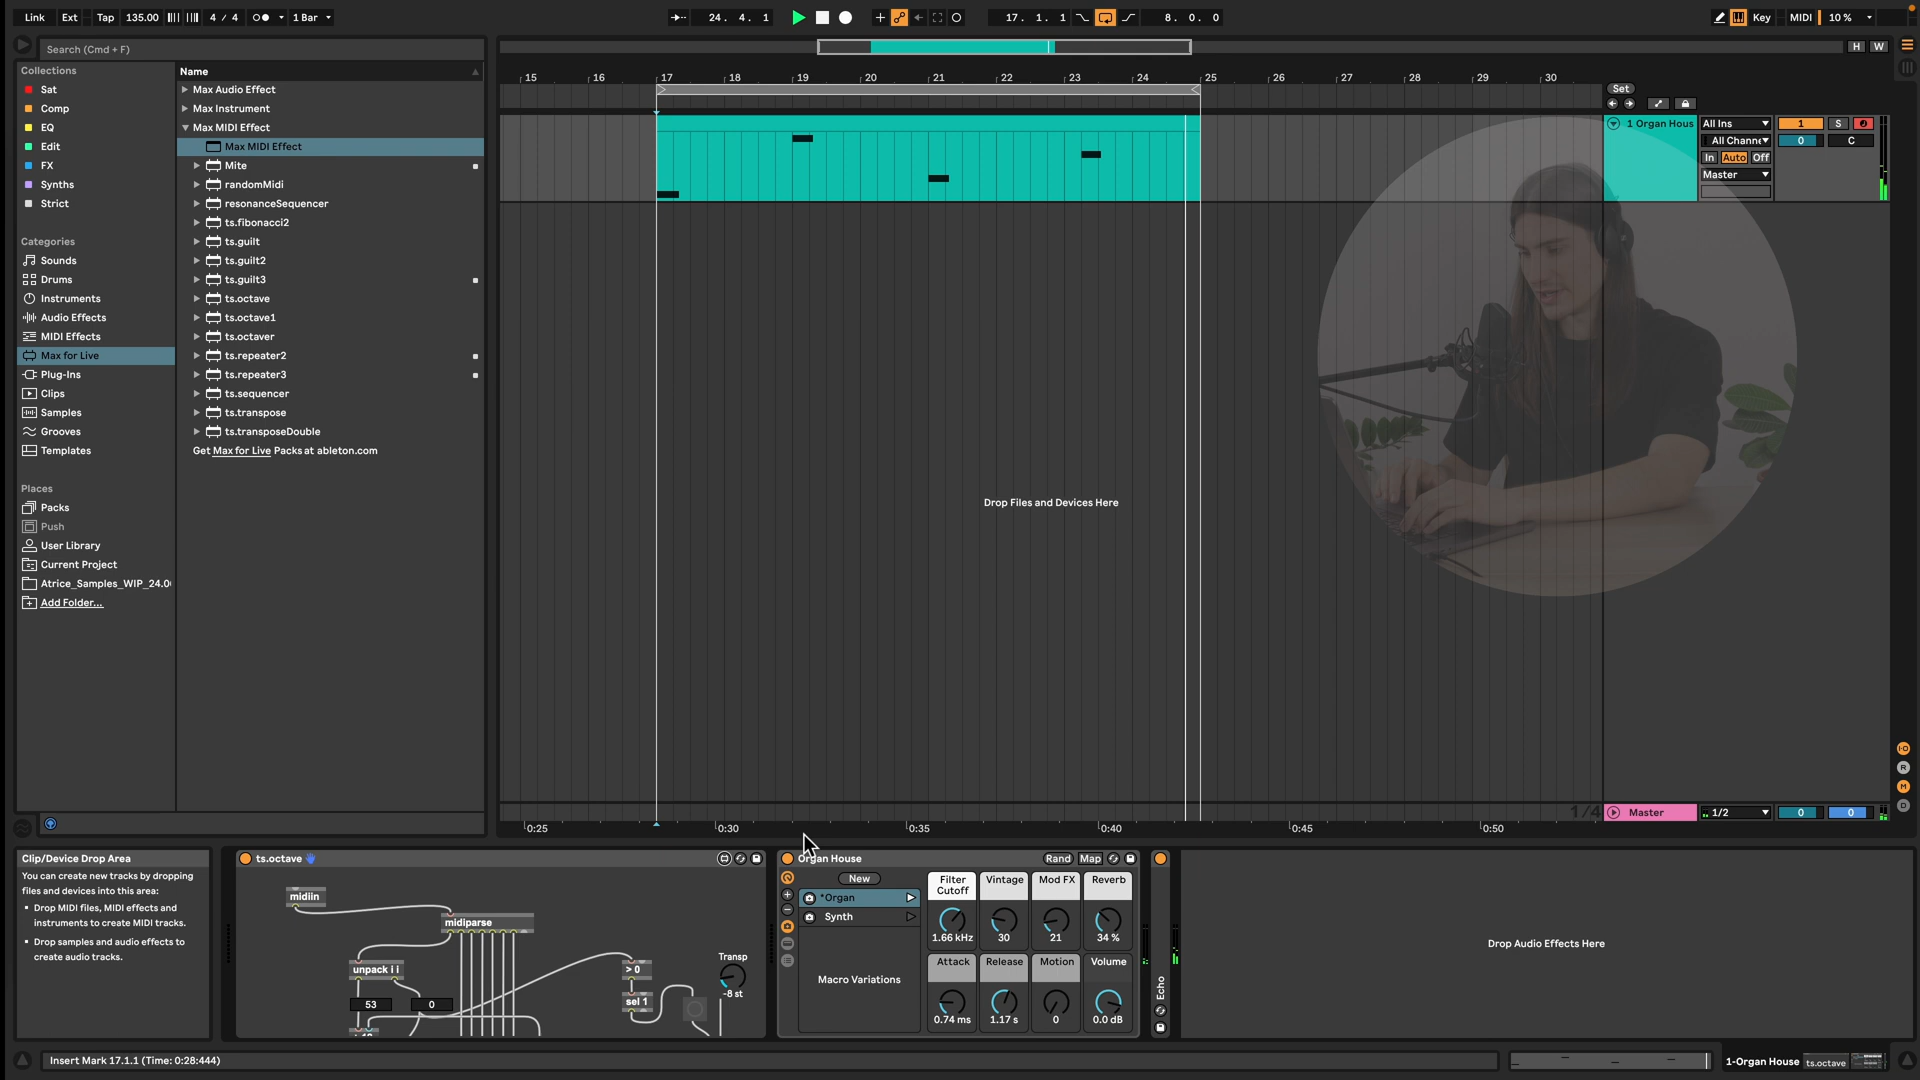 Link Ext Tap 135.00 4 / 4 1 Bar
24. 4. 1
17. 1. 1
8. 0. 0
Key MIDI 10 %
Search (Cmd + F)
H W
Collections
Sat
Comp
EQ
Edit
FX
Synths
Strict
Categories
Sounds
Drums
Instruments
Audio Effects
MIDI Effects
Max for Live
Plug-Ins
Clips
Samples
Grooves
Templates
Places
Packs
Push
User Library
Current Project
Atrice_Samples_WIP_24.0
Add Folder...
Name
Max Audio Effect
Max Instrument
Max MIDI Effect
Max MIDI Effect
Mite
randomMidi
resonanceSequencer
ts.fibonacci2
ts.guilt
ts.guilt2
ts.guilt3
ts.octave
ts.octave1
ts.octaver
ts.repeater2
ts.repeater3
ts.sequencer
ts.transpose
ts.transposeDouble
Get Max for Live Packs at ableton.com
15 16 17 18 19 20 21 22 23 24 25 26 27 28 29 30
Set
1 Organ Hous All Ins 1 S
All Channe 0 C
In Auto Off
Master
Drop Files and Devices Here
1/4 Master 1/2 0 0
0:25 0:30 0:35 0:40 0:45 0:50
Clip/Device Drop Area
You can create new tracks by dropping
files and devices into this area:
Drop MIDI files, MIDI effects and
instruments to create MIDI tracks.
Drop samples and audio effects to
create audio tracks.
ts.octave
midiin
midiparse
unpack i i
53 0
> 0
sel 1
Transp
-8 st
Organ House Rand Map
New
*Organ
Synth
Macro Variations
Filter Cutoff Vintage Mod FX Reverb
1.66 kHz 30 21 34 %
Attack Release Motion Volume
0.74 ms 1.17 s 0 0.0 dB
Echo
Drop Audio Effects Here
Insert Mark 17.1.1 (Time: 0:28:444)
1-Organ House ts.octave